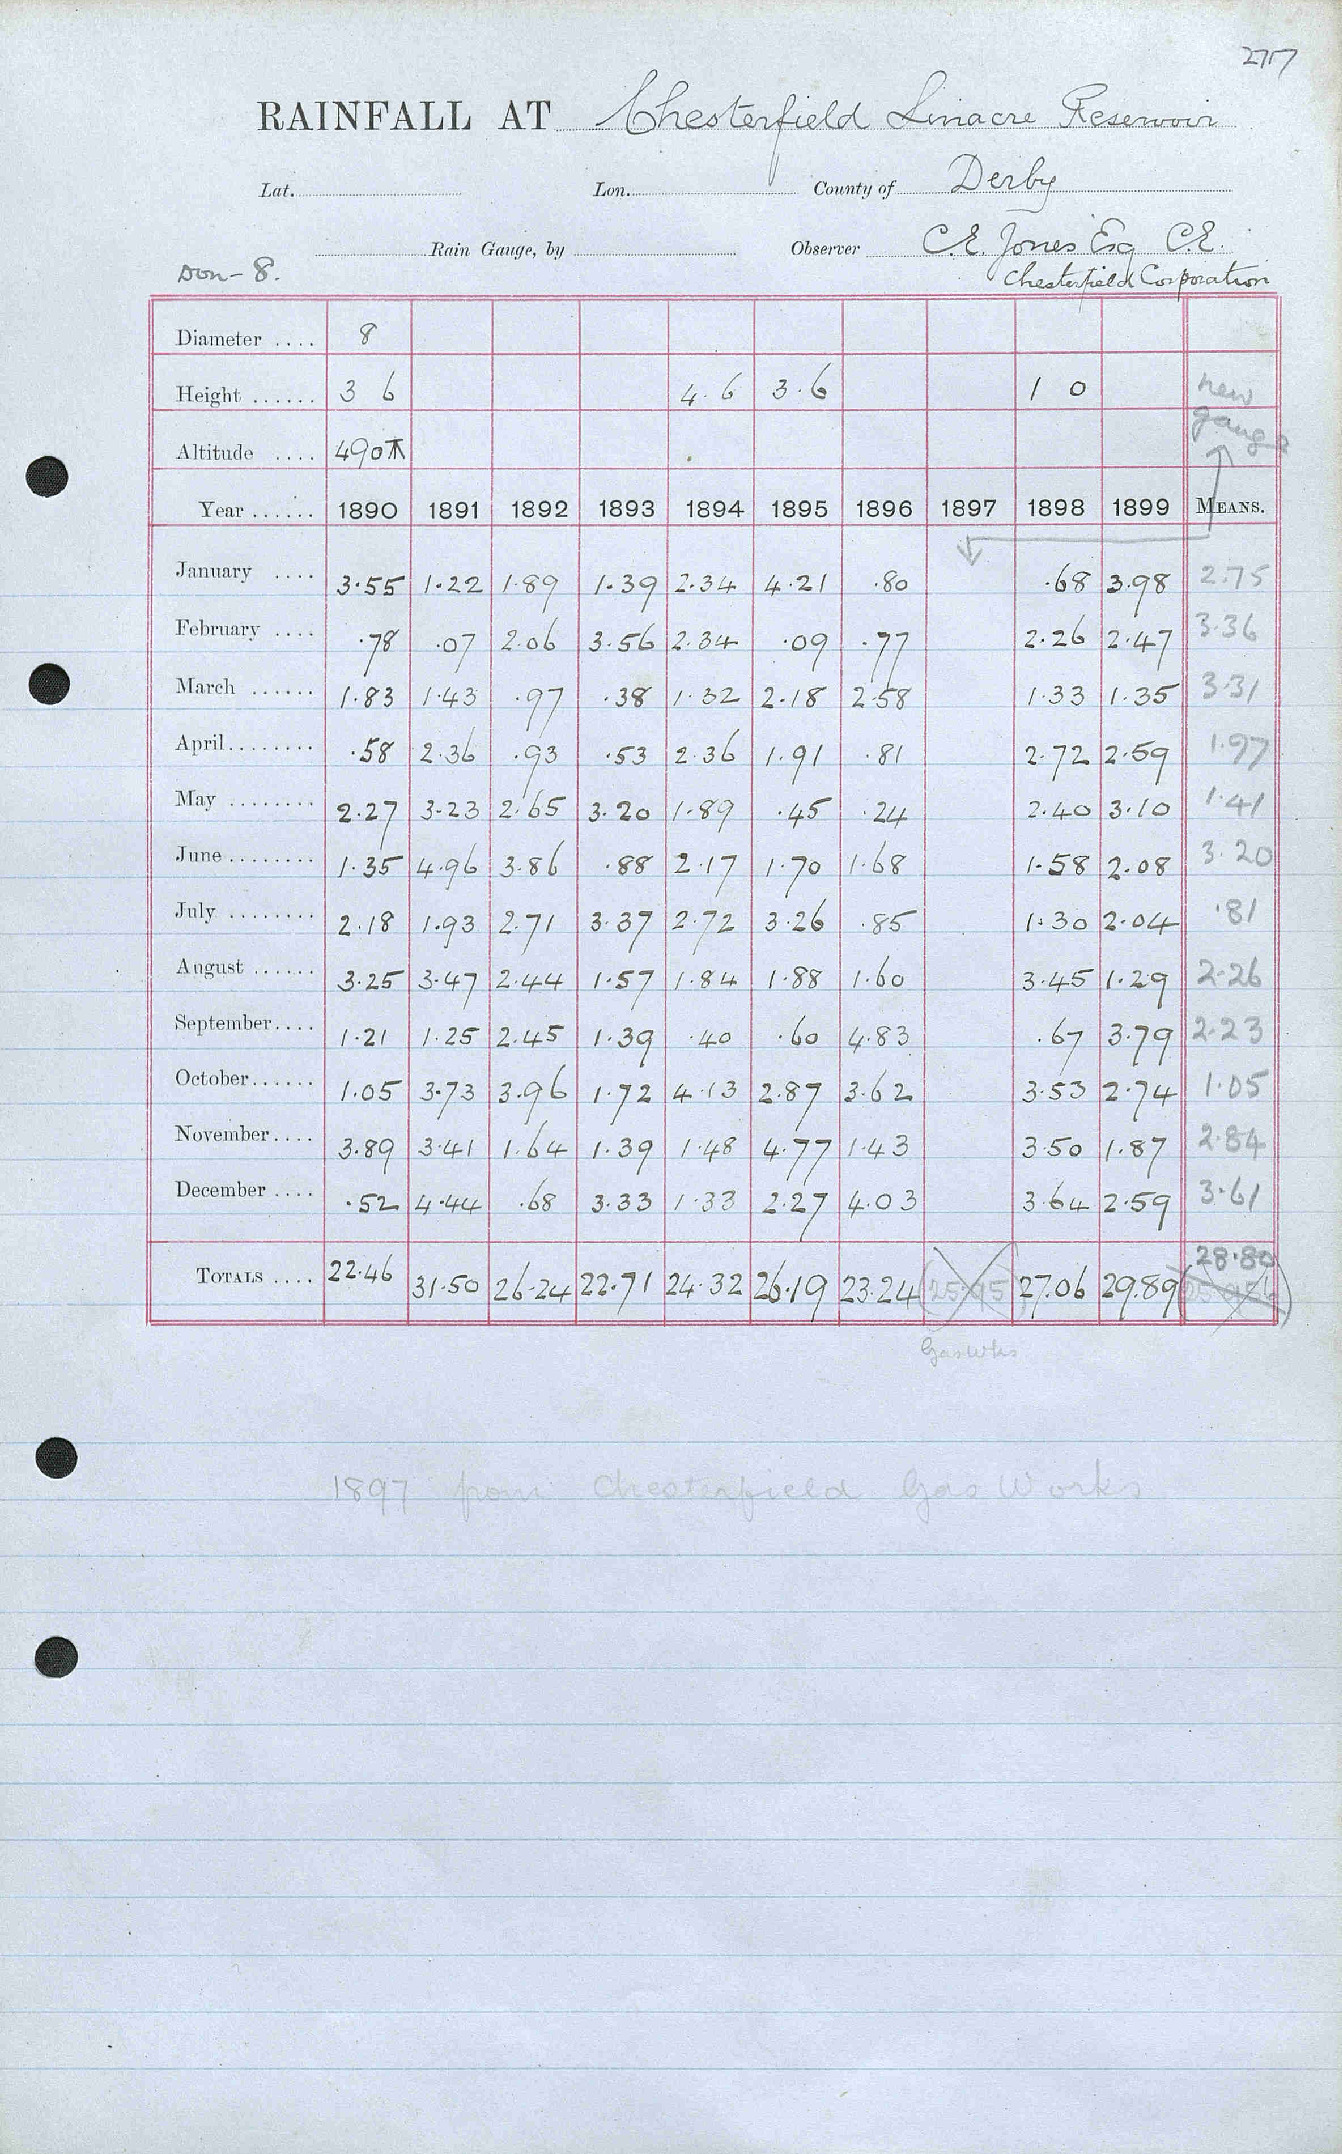 277
RAINFALL AT Chesterfield Linacre Reservoir
Lat. Lon. County of Derby
Rain Gauge, by Observer C.E. Jones Esq C.E.
Don-8. Chesterfield Corporation
Diameter .... 8
Height ...... 3 6 4.6 3.6 1 0 new
gauge
Altitude .... 490
Year ...... 1890 1891 1892 1893 1894 1895 1896 1897 1898 1899 MEANS.
January .... 3.55 1.22 1.89 1.39 2.34 4.21 .80 .68 3.98 2.75
February .... .78 .07 2.06 3.56 2.34 .09 .77 2.26 2.47 3.36
March ...... 1.83 1.43 .97 .38 1.32 2.18 2.58 1.33 1.35 3.31
April........ .58 2.36 .93 .53 2.36 1.91 .81 2.72 2.59 1.97
May ........ 2.27 3.23 2.65 3.20 1.89 .45 .24 2.40 3.10 1.41
June........ 1.35 4.96 3.86 .88 2.17 1.70 1.68 1.58 2.08 3.20
July ........ 2.18 1.93 2.71 3.37 2.72 3.26 .85 1.30 2.04 .81
August ...... 3.25 3.47 2.44 1.57 1.84 1.88 1.60 3.45 1.29 2.26
September.... 1.21 1.25 2.45 1.39 .40 .60 4.83 .67 3.79 2.23
October...... 1.05 3.73 3.96 1.72 4.13 2.87 3.62 3.53 2.74 1.05
November.... 3.89 3.41 1.64 1.39 1.48 4.77 1.43 3.50 1.87 2.84
December .... .52 4.44 .68 3.33 1.33 2.27 4.03 3.64 2.59 3.61
TOTALS .... 22.46 31.50 26.24 22.71 24.32 26.19 23.24 (25.95) 27.06 29.89 28.80
Gas Wks
1897 from Chesterfield Gas Works